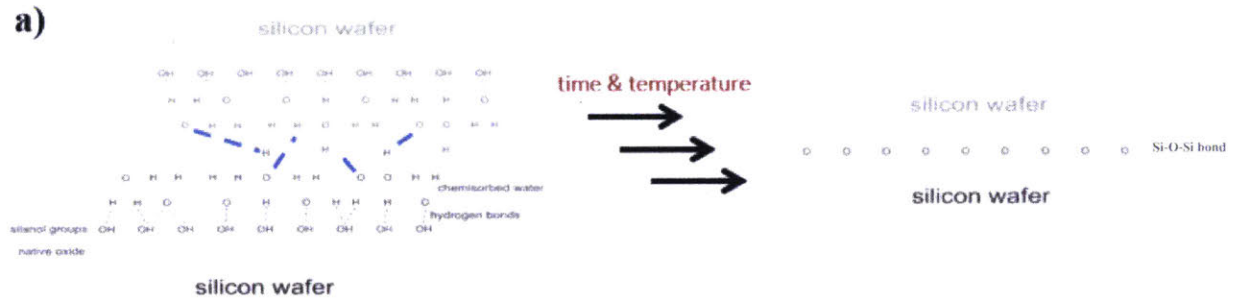 a)
silicon wafer
OH OH OH OH OH OH OH OH OH
H H O O H O H H H O
O H H H H O H H O O H H
H H H H
O H H H H O H H O O H H
chemisorbed water
H H O O H O H H H O
hydrogen bonds
silanol groups OH OH OH OH OH OH OH OH OH
native oxide
silicon wafer
time & temperature
silicon wafer
O O O O O O O O O Si-O-Si bond
silicon wafer